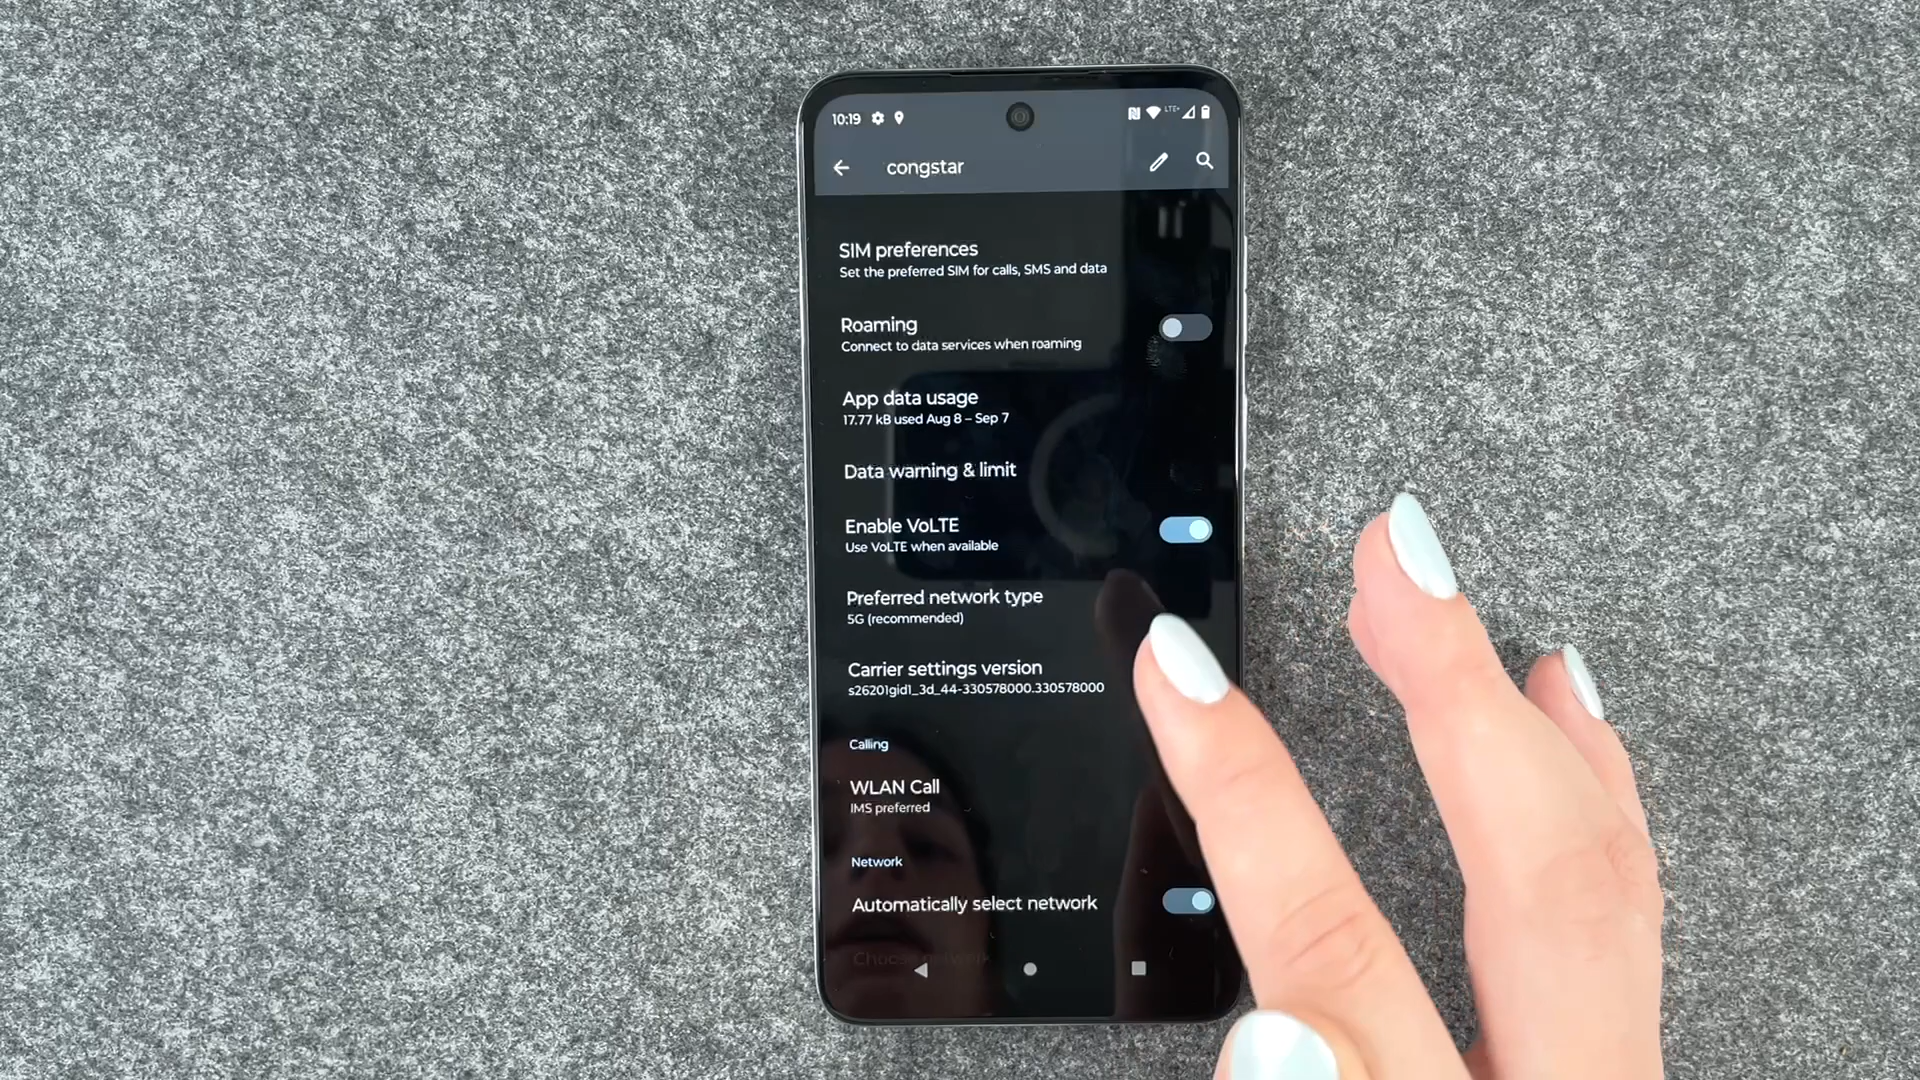 10:19 LTE+
congstar
SIM preferences
Set the preferred SIM for calls, SMS and data
Roaming
Connect to data services when roaming
App data usage
17.77 kB used Aug 8 – Sep 7
Data warning & limit
Enable VoLTE
Use VoLTE when available
Preferred network type
5G (recommended)
Carrier settings version
s26201gid1_3d_44-330578000.330578000
Calling
WLAN Call
IMS preferred
Network
Automatically select network
Choose network